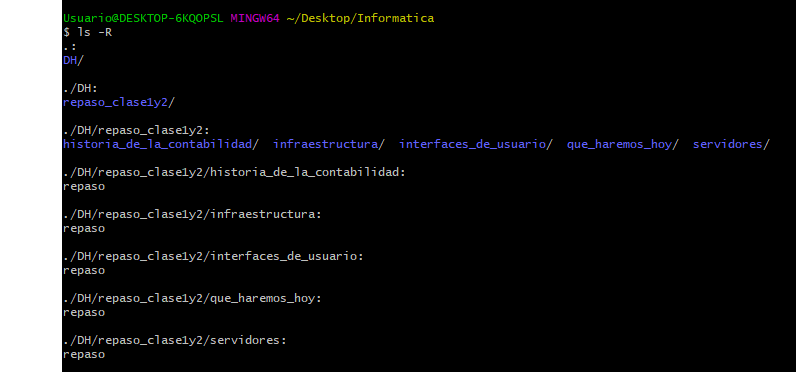 Usuario@DESKTOP-6KQOPSL MINGW64 ~/Desktop/Informatica
$ ls -R
.:
DH/

./DH:
repaso_clase1y2/

./DH/repaso_clase1y2:
historia_de_la_contabilidad/  infraestructura/  interfaces_de_usuario/  que_haremos_hoy/  servidores/

./DH/repaso_clase1y2/historia_de_la_contabilidad:
repaso

./DH/repaso_clase1y2/infraestructura:
repaso

./DH/repaso_clase1y2/interfaces_de_usuario:
repaso

./DH/repaso_clase1y2/que_haremos_hoy:
repaso

./DH/repaso_clase1y2/servidores:
repaso